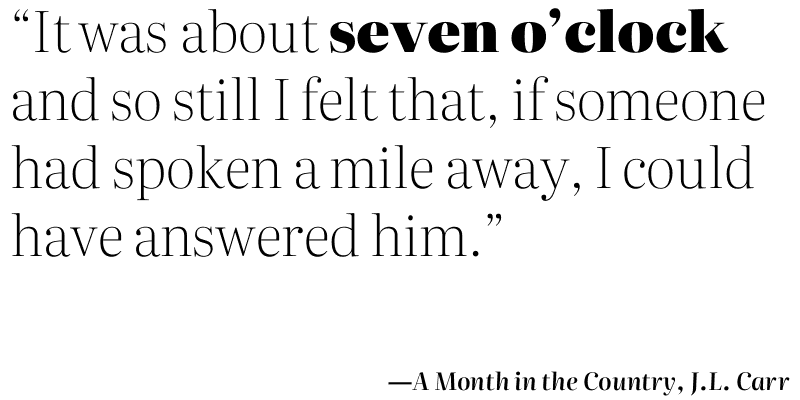 “It was about seven o’clock
and so still I felt that, if someone
had spoken a mile away, I could
have answered him.”
—A Month in the Country, J.L. Carr